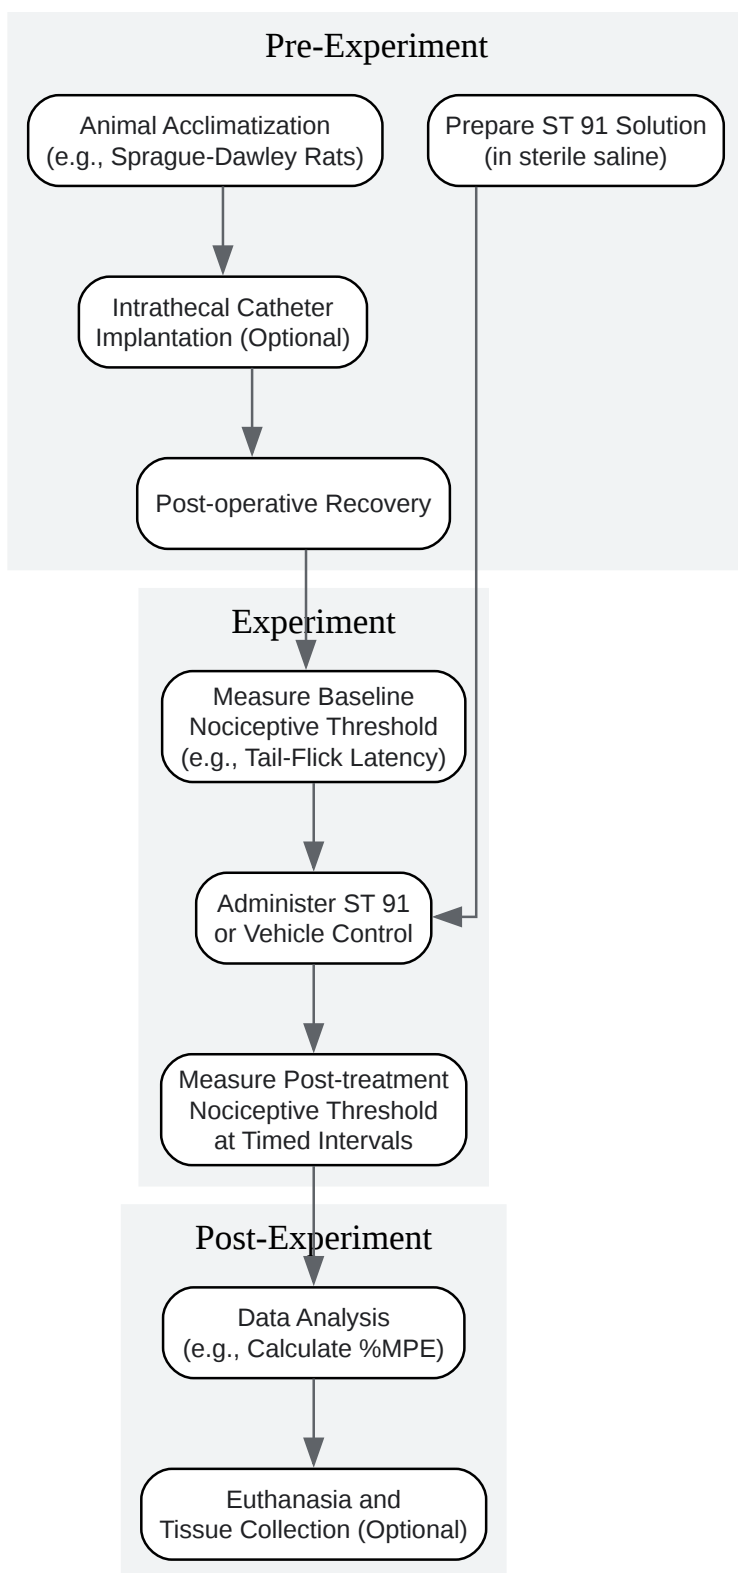 Pre-Experiment
Animal Acclimatization
(e.g., Sprague-Dawley Rats)
Prepare ST 91 Solution
(in sterile saline)
Intrathecal Catheter
Implantation (Optional)
Post-operative Recovery
Experiment
Measure Baseline
Nociceptive Threshold
(e.g., Tail-Flick Latency)
Administer ST 91
or Vehicle Control
Measure Post-treatment
Nociceptive Threshold
at Timed Intervals
Post-Experiment
Data Analysis
(e.g., Calculate %MPE)
Euthanasia and
Tissue Collection (Optional)